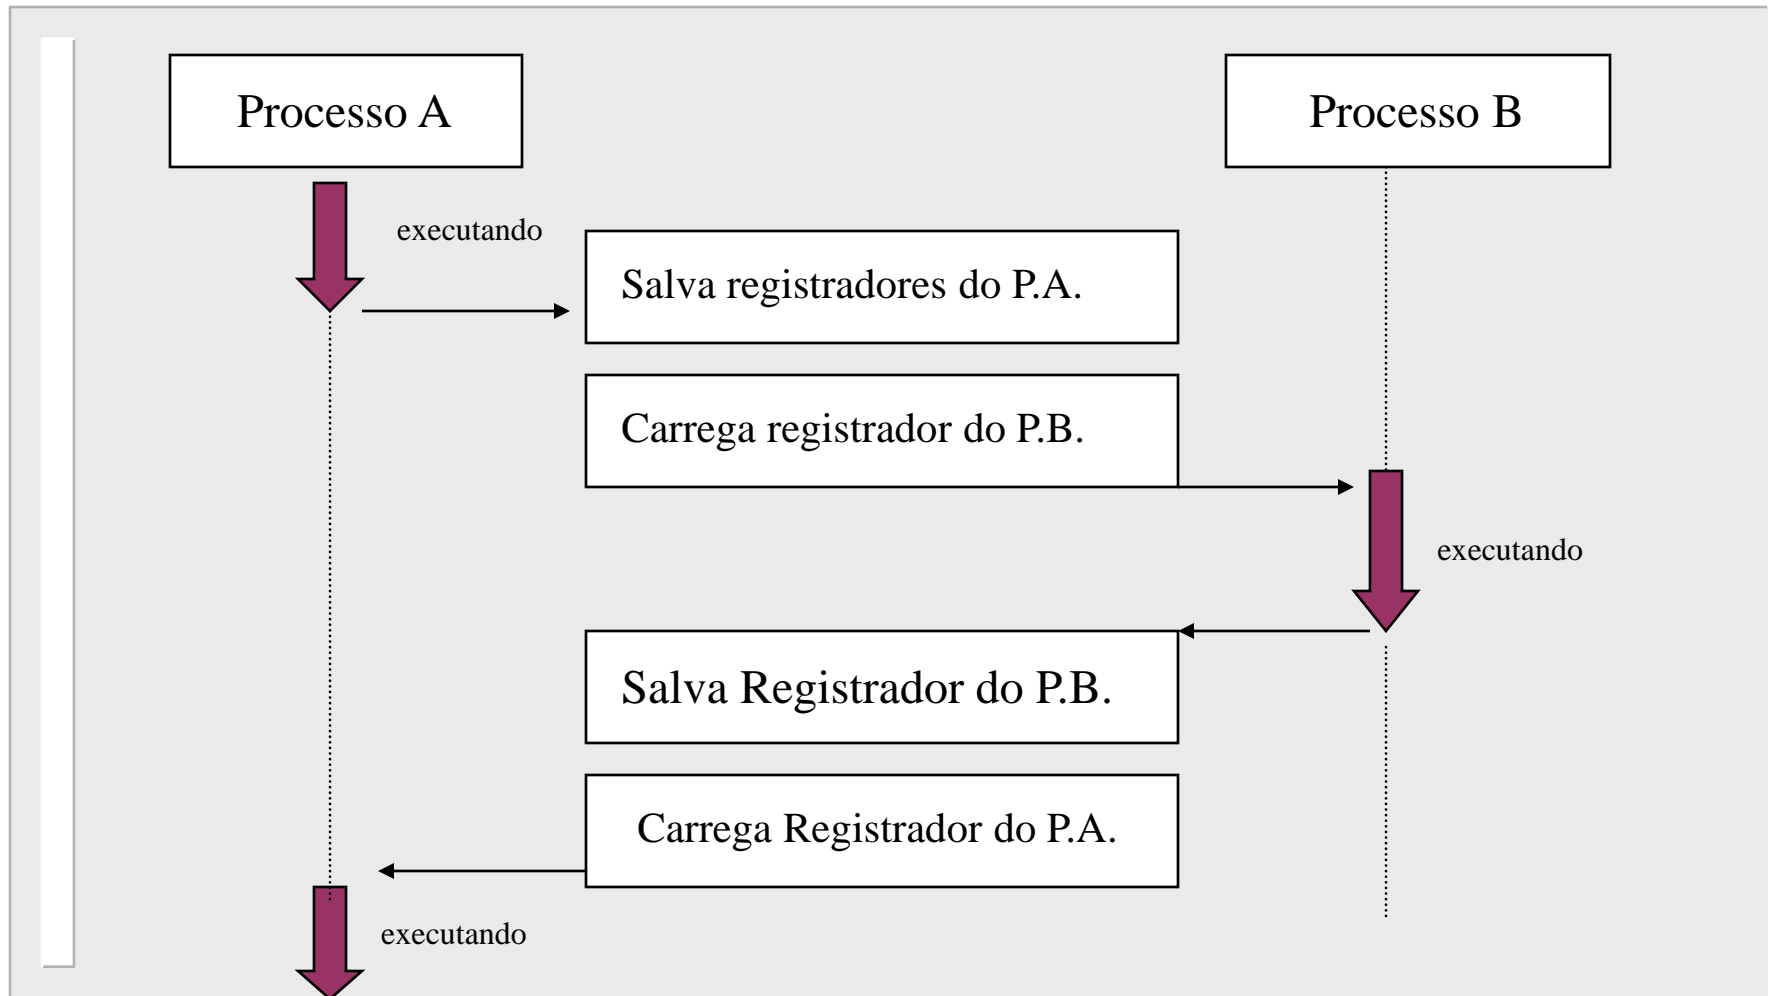 Processo A
Processo B
executando
Salva registradores do P.A.
Carrega registrador do P.B.
executando
Salva Registrador do P.B.
Carrega Registrador do P.A.
executando